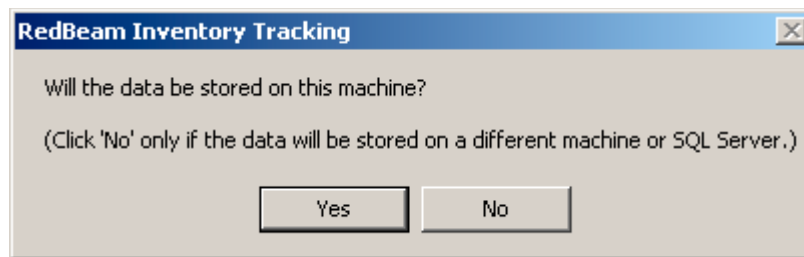 RedBeam Inventory Tracking
Will the data be stored on this machine?
(Click 'No' only if the data will be stored on a different machine or SQL Server.)
Yes No